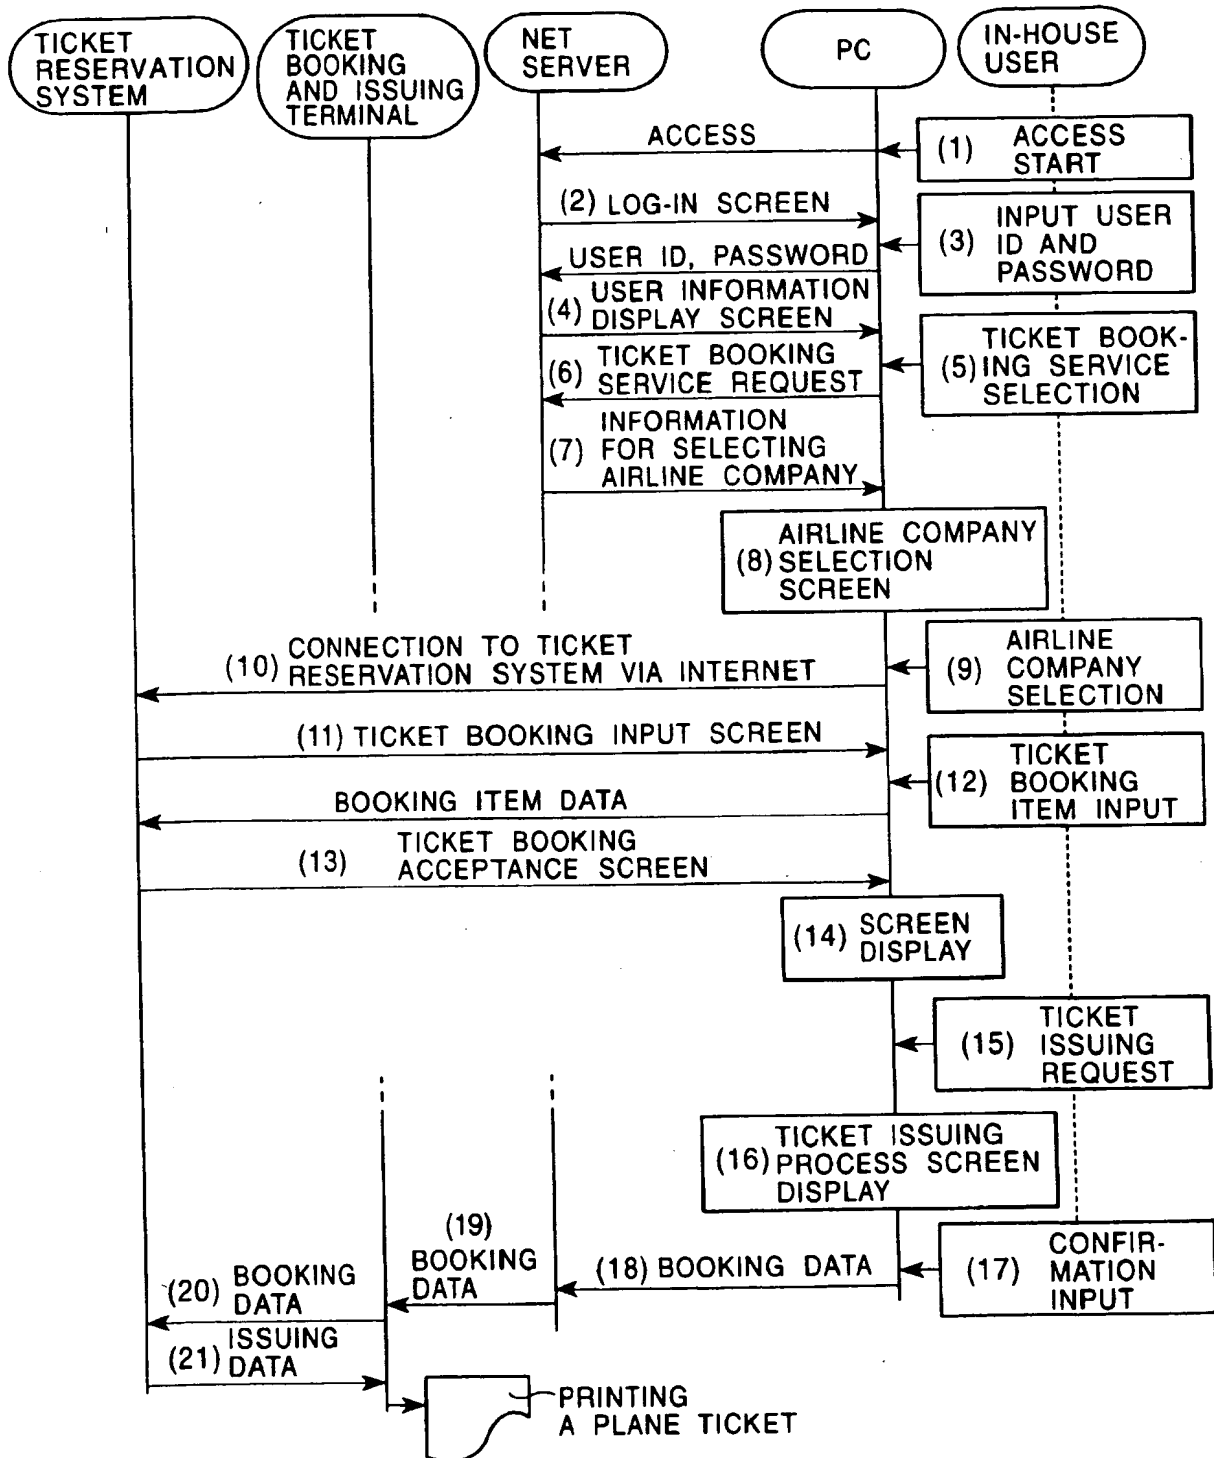 TICKET
RESERVATION
SYSTEM
TICKET
BOOKING
AND ISSUING
TERMINAL
NET
SERVER
PC
IN-HOUSE
USER
ACCESS
(1) ACCESS
START
(2) LOG-IN SCREEN
(3) INPUT USER
ID AND
PASSWORD
USER ID, PASSWORD
(4) USER INFORMATION
DISPLAY SCREEN
(5) TICKET BOOK-
ING SERVICE
SELECTION
(6) TICKET BOOKING
SERVICE REQUEST
(7) INFORMATION
FOR SELECTING
AIRLINE COMPANY
(8) AIRLINE COMPANY
SELECTION
SCREEN
(9) AIRLINE
COMPANY
SELECTION
(10) CONNECTION TO TICKET
RESERVATION SYSTEM VIA INTERNET
(11) TICKET BOOKING INPUT SCREEN
(12) TICKET
BOOKING
ITEM INPUT
BOOKING ITEM DATA
(13) TICKET BOOKING
ACCEPTANCE SCREEN
(14) SCREEN
DISPLAY
(15) TICKET
ISSUING
REQUEST
(16) TICKET ISSUING
PROCESS SCREEN
DISPLAY
(17) CONFIR-
MATION
INPUT
(18) BOOKING DATA
(19)
BOOKING
DATA
(20) BOOKING
DATA
(21) ISSUING
DATA
PRINTING
A PLANE TICKET